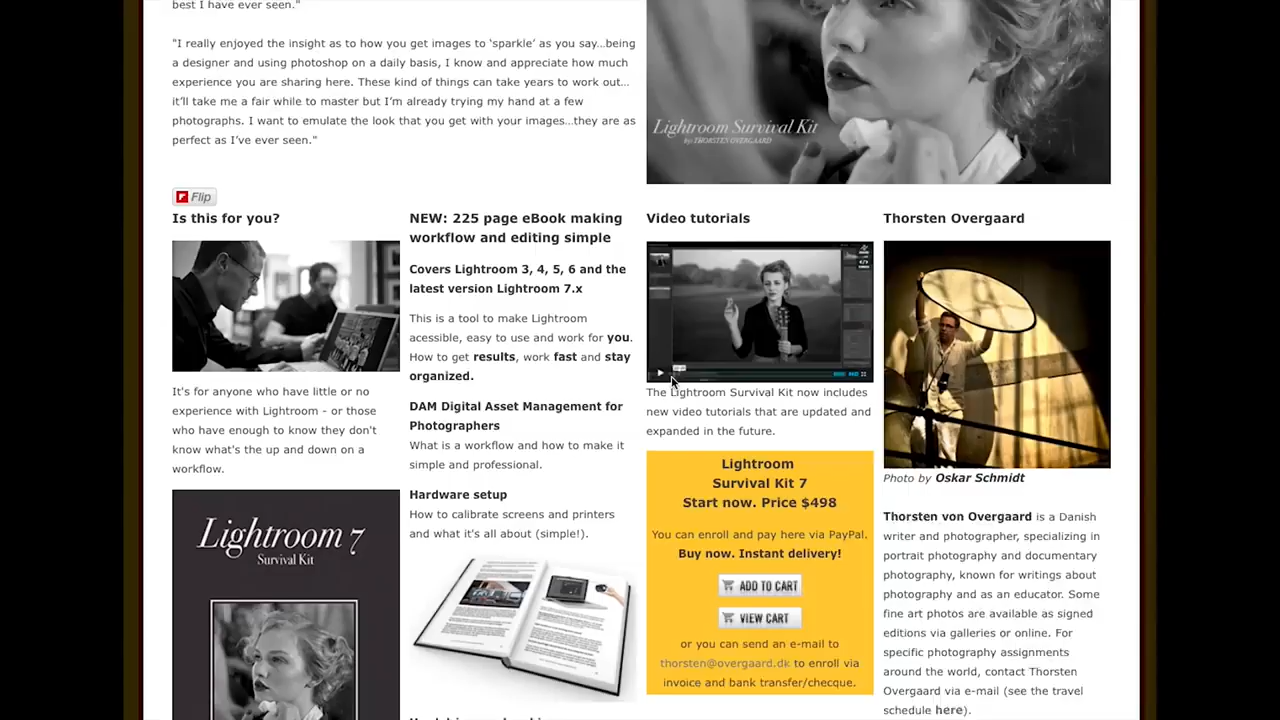 best I have ever seen."
"I really enjoyed the insight as to how you get images to ‘sparkle’ as you say...being
a designer and using photoshop on a daily basis, I know and appreciate how much
experience you are sharing here. These kind of things can take years to work out...
it’ll take me a fair while to master but I’m already trying my hand at a few
photographs. I want to emulate the look that you get with your images...they are as
perfect as I’ve ever seen."
Lightroom Survival Kit
by THORSTEN OVERGAARD
Flip
Is this for you?
It's for anyone who have little or no
experience with Lightroom - or those
who have enough to know they don't
know what's the up and down on a
workflow.
Lightroom 7
Survival Kit
NEW: 225 page eBook making
workflow and editing simple
Covers Lightroom 3, 4, 5, 6 and the
latest version Lightroom 7.x
This is a tool to make Lightroom
acessible, easy to use and work for you.
How to get results, work fast and stay
organized.
DAM Digital Asset Management for
Photographers
What is a workflow and how to make it
simple and professional.
Hardware setup
How to calibrate screens and printers
and what it's all about (simple!).
Video tutorials
The Lightroom Survival Kit now includes
new video tutorials that are updated and
expanded in the future.
Lightroom
Survival Kit 7
Start now. Price $498
You can enroll and pay here via PayPal.
Buy now. Instant delivery!
ADD TO CART
VIEW CART
or you can send an e-mail to
thorsten@overgaard.dk to enroll via
invoice and bank transfer/checque.
Thorsten Overgaard
Photo by Oskar Schmidt
Thorsten von Overgaard is a Danish
writer and photographer, specializing in
portrait photography and documentary
photography, known for writings about
photography and as an educator. Some
fine art photos are available as signed
editions via galleries or online. For
specific photography assignments
around the world, contact Thorsten
Overgaard via e-mail (see the travel
schedule here).